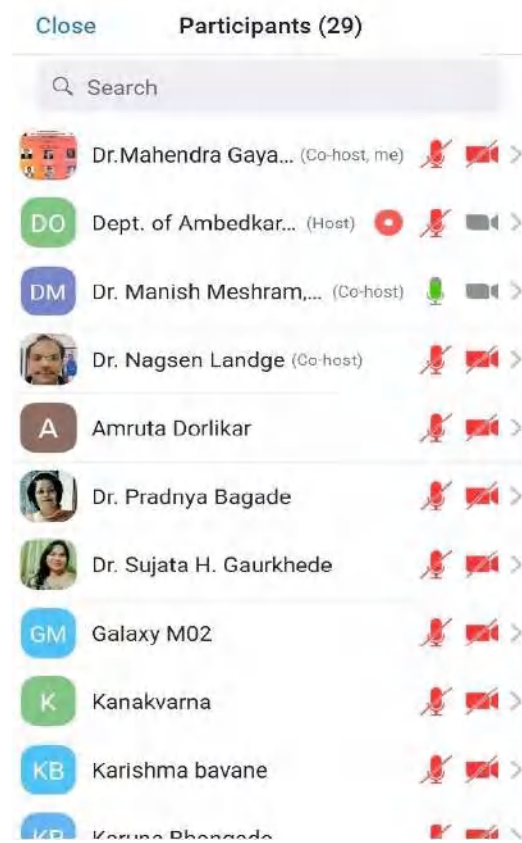 Close Participants (29)
Search
Dr.Mahendra Gaya... (Co-host, me)
DO Dept. of Ambedkar... (Host)
DM Dr. Manish Meshram,... (Co-host)
Dr. Nagsen Landge (Co-host)
A Amruta Dorlikar
Dr. Pradnya Bagade
Dr. Sujata H. Gaurkhede
GM Galaxy M02
K Kanakvarna
KB Karishma bavane
Karuna